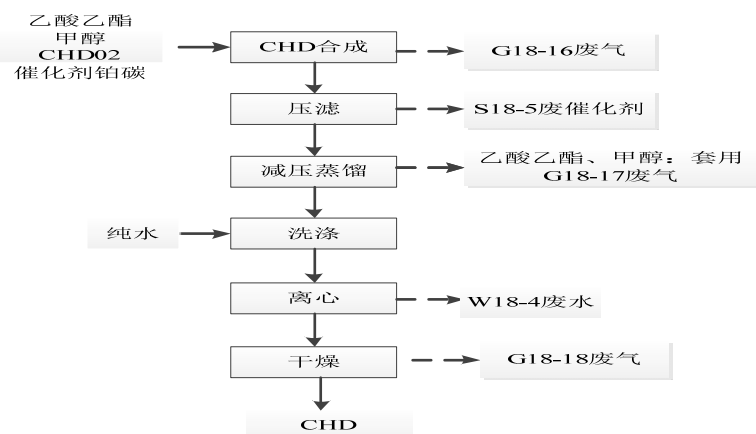 乙酸乙酯
甲醇
CHD02
催化剂铂碳
CHD合成
G18-16废气
压滤
S18-5废催化剂
减压蒸馏
乙酸乙酯、甲醇：套用
G18-17废气
纯水
洗涤
离心
W18-4废水
干燥
G18-18废气
CHD